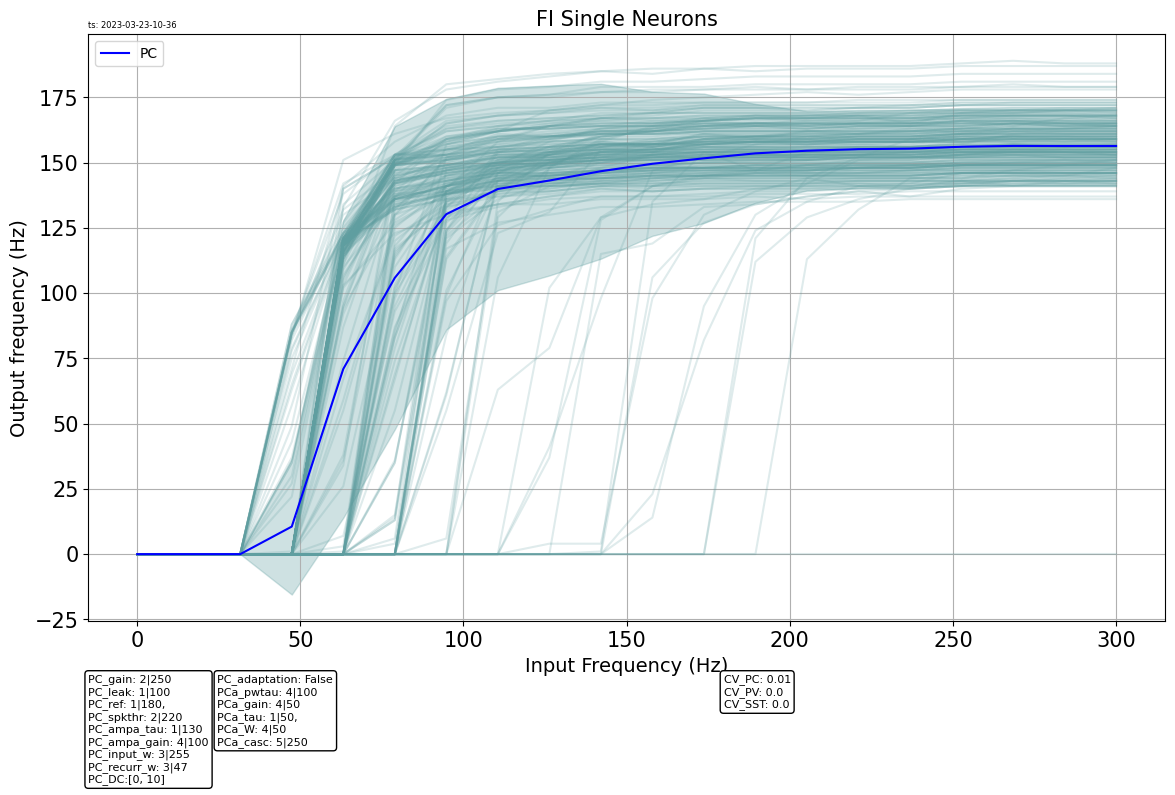 ts: 2023-03-23-10-36
FI Single Neurons
PC
175
150
125
100
75
50
25
0
−25
Output frequency (Hz)
0 50 100 150 200 250 300
Input Frequency (Hz)
PC_gain: 2|250
PC_leak: 1|100
PC_ref: 1|180,
PC_spkthr: 2|220
PC_ampa_tau: 1|130
PC_ampa_gain: 4|100
PC_input_w: 3|255
PC_recurr_w: 3|47
PC_DC:[0, 10]
PC_adaptation: False
PCa_pwtau: 4|100
PCa_gain: 4|50
PCa_tau: 1|50,
PCa_W: 4|50
PCa_casc: 5|250
CV_PC: 0.01
CV_PV: 0.0
CV_SST: 0.0